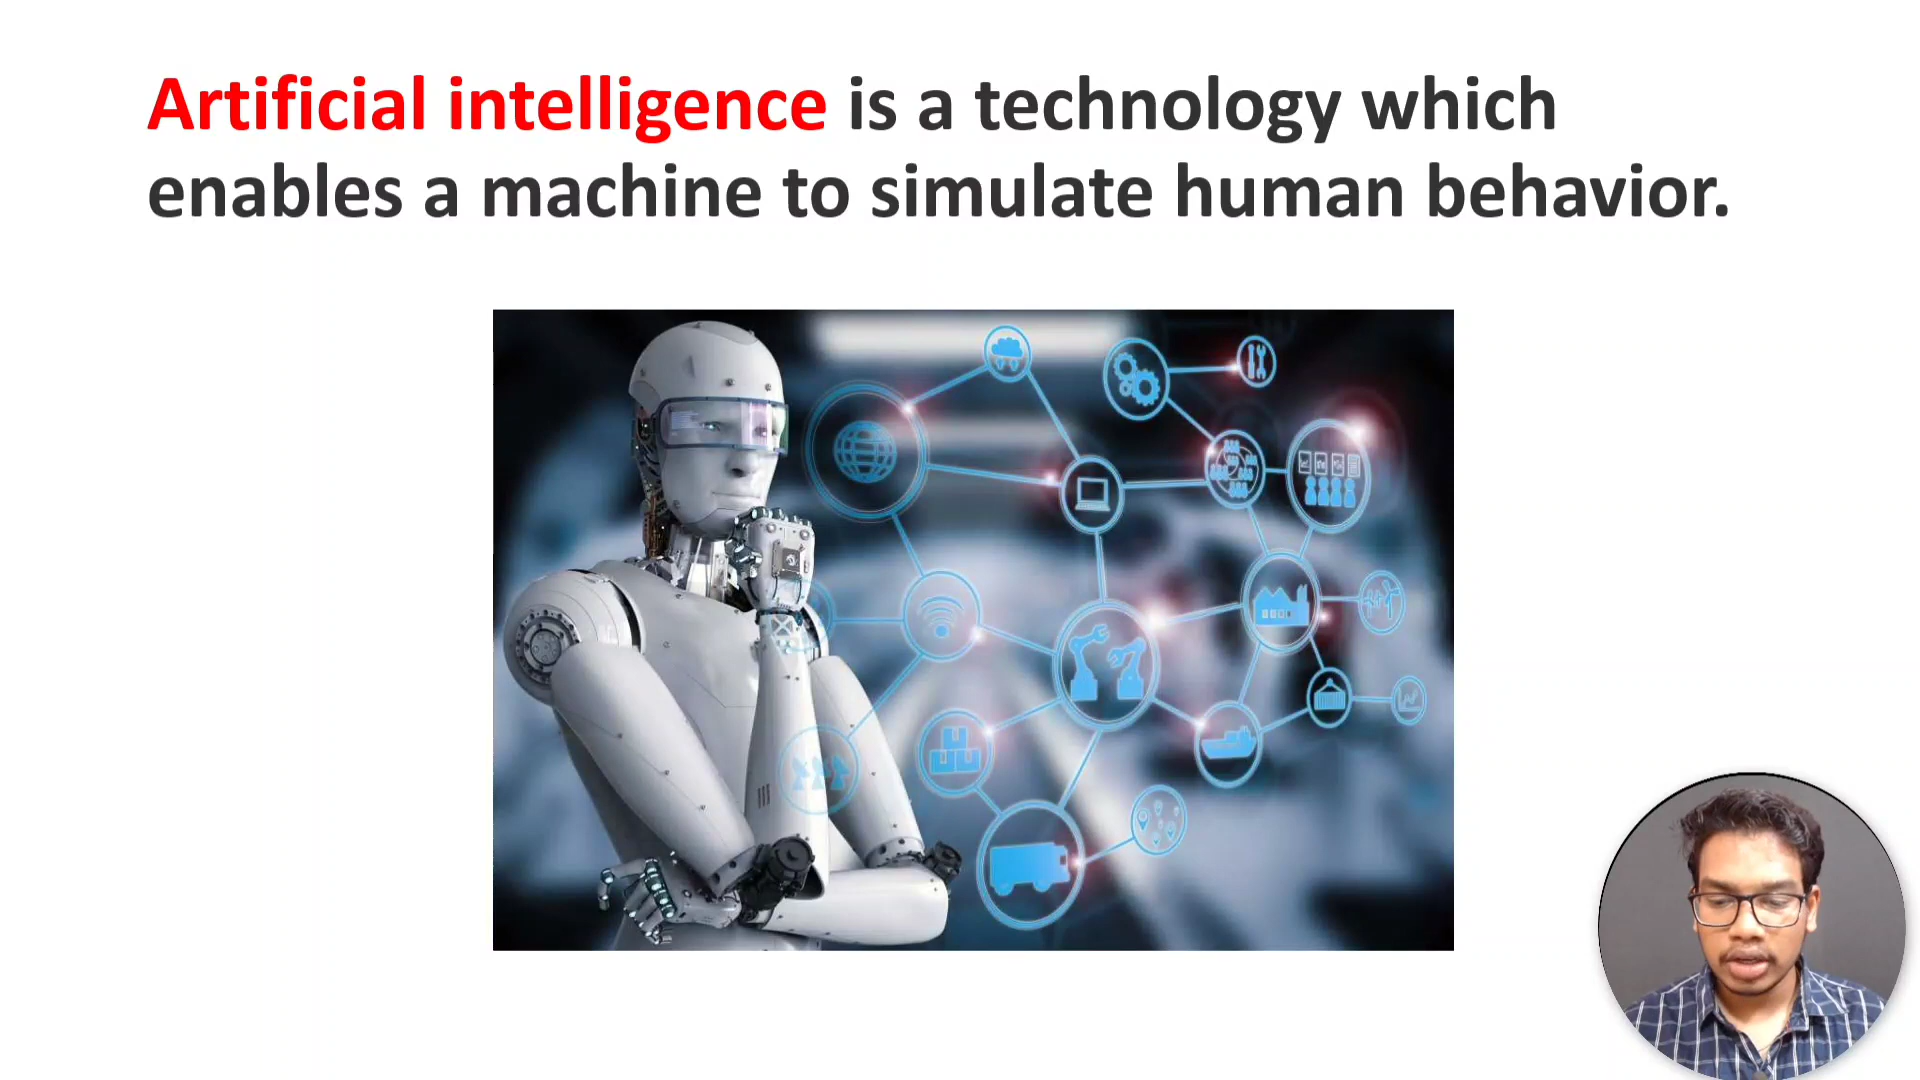 Artificial intelligence is a technology which
enables a machine to simulate human behavior.